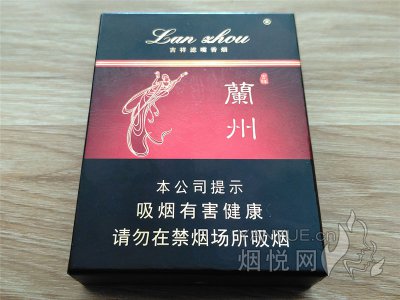 Lan zhou
吉祥滤嘴香烟
蘭州
本公司提示
吸烟有害健康
请勿在禁烟场所吸烟
烟悦网